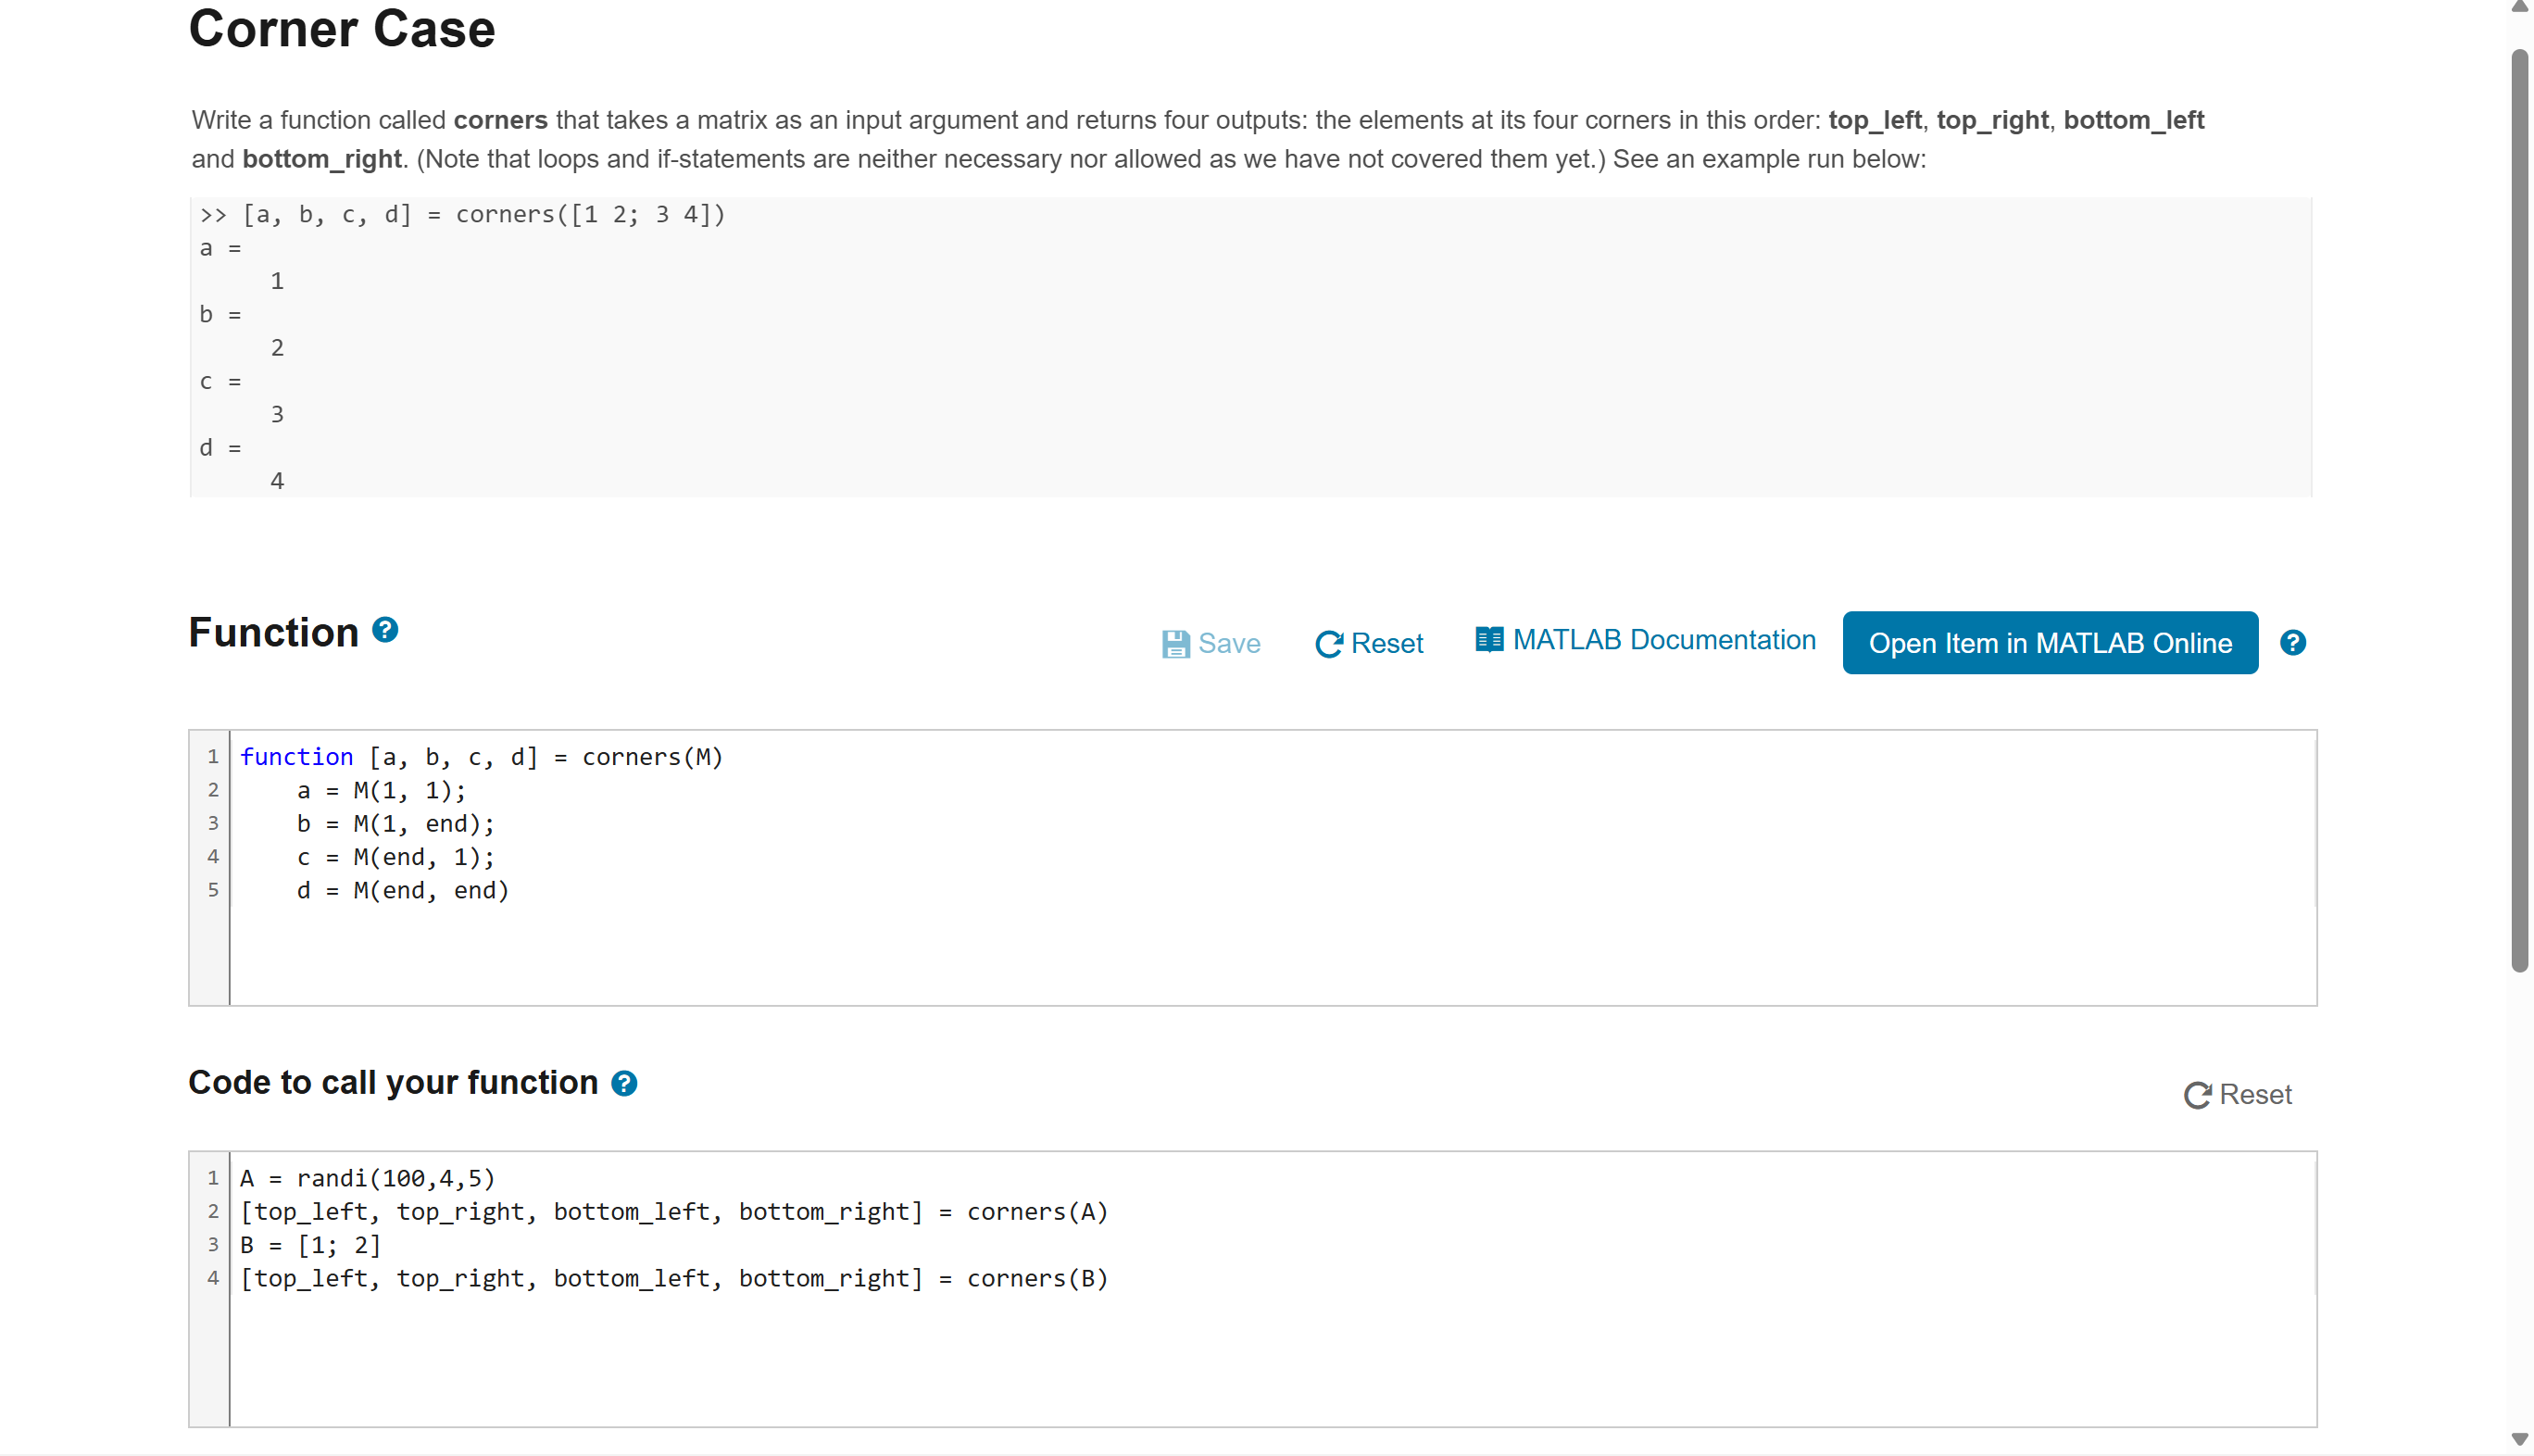 Corner Case
Write a function called corners that takes a matrix as an input argument and returns four outputs: the elements at its four corners in this order: top_left, top_right, bottom_left
and bottom_right. (Note that loops and if-statements are neither necessary nor allowed as we have not covered them yet.) See an example run below:
>> [a, b, c, d] = corners([1 2; 3 4])
a =
     1
b =
     2
c =
     3
d =
     4
Function ?
Save Reset MATLAB Documentation Open Item in MATLAB Online ?
1 function [a, b, c, d] = corners(M)
2     a = M(1, 1);
3     b = M(1, end);
4     c = M(end, 1);
5     d = M(end, end)
Code to call your function ?
Reset
1 A = randi(100,4,5)
2 [top_left, top_right, bottom_left, bottom_right] = corners(A)
3 B = [1; 2]
4 [top_left, top_right, bottom_left, bottom_right] = corners(B)